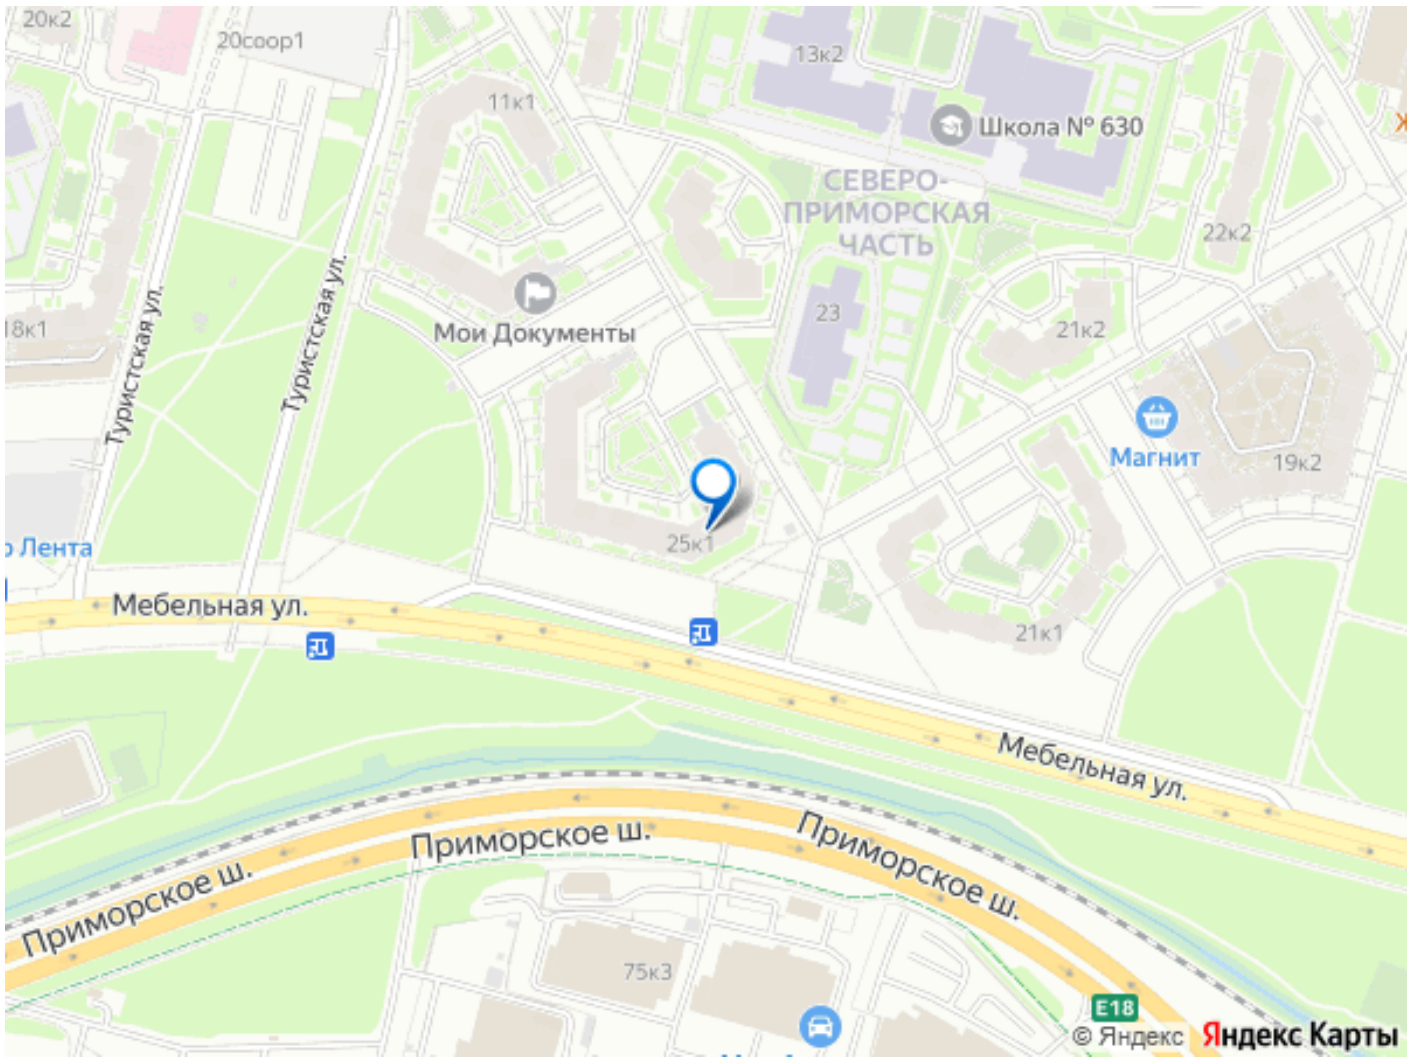 20к2
20соор1
13к2
11к1
Школа № 630
СЕВЕРО-
ПРИМОРСКАЯ
ЧАСТЬ
22к2
Туристская ул.
Туристская ул.
Мои Документы
18к1
23
21к2
Магнит
19к2
25к1
Лента
Мебельная ул.
21к1
Мебельная ул.
Приморское ш.
Приморское ш.
Приморское ш.
75к3
E18
© Яндекс Яндекс Карты